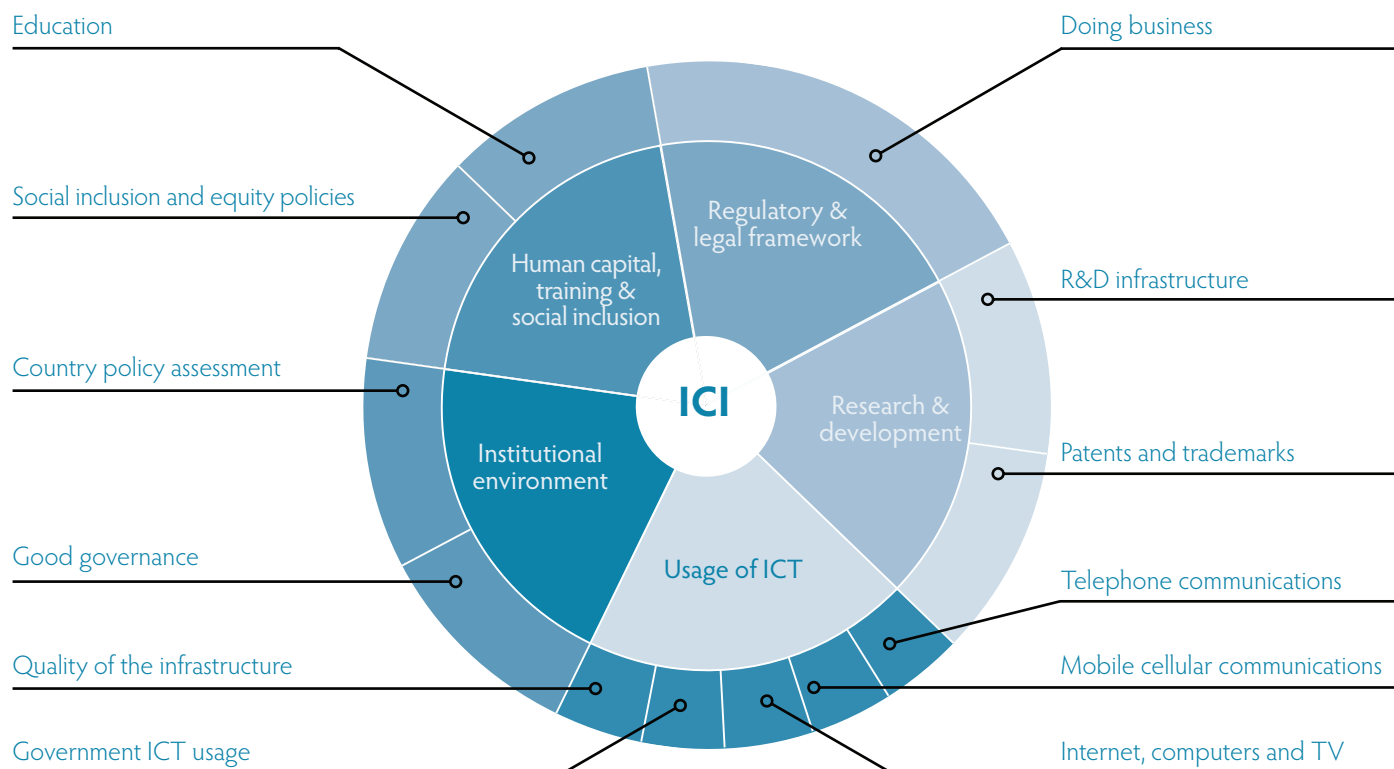 Education
Doing business
Social inclusion and equity policies
Regulatory &
legal framework
Human capital,
training &
social inclusion
R&D infrastructure
Country policy assessment
ICI
Research &
development
Institutional
environment
Patents and trademarks
Good governance
Usage of ICT
Telephone communications
Quality of the infrastructure
Mobile cellular communications
Government ICT usage
Internet, computers and TV